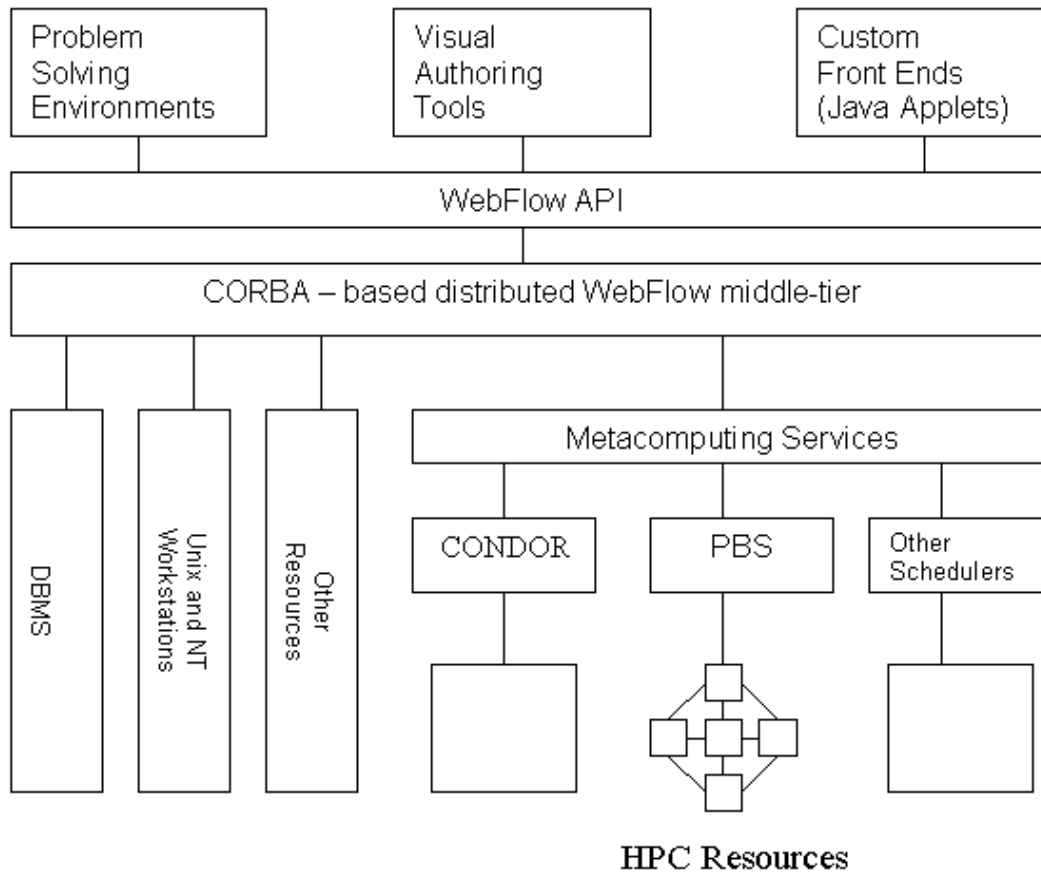 Problem
Solving
Environments
Visual
Authoring
Tools
Custom
Front Ends
(Java Applets)
WebFlow API
CORBA – based distributed WebFlow middle-tier
DBMS
Unix and NT
Workstations
Other
Resources
Metacomputing Services
CONDOR
PBS
Other
Schedulers
HPC Resources